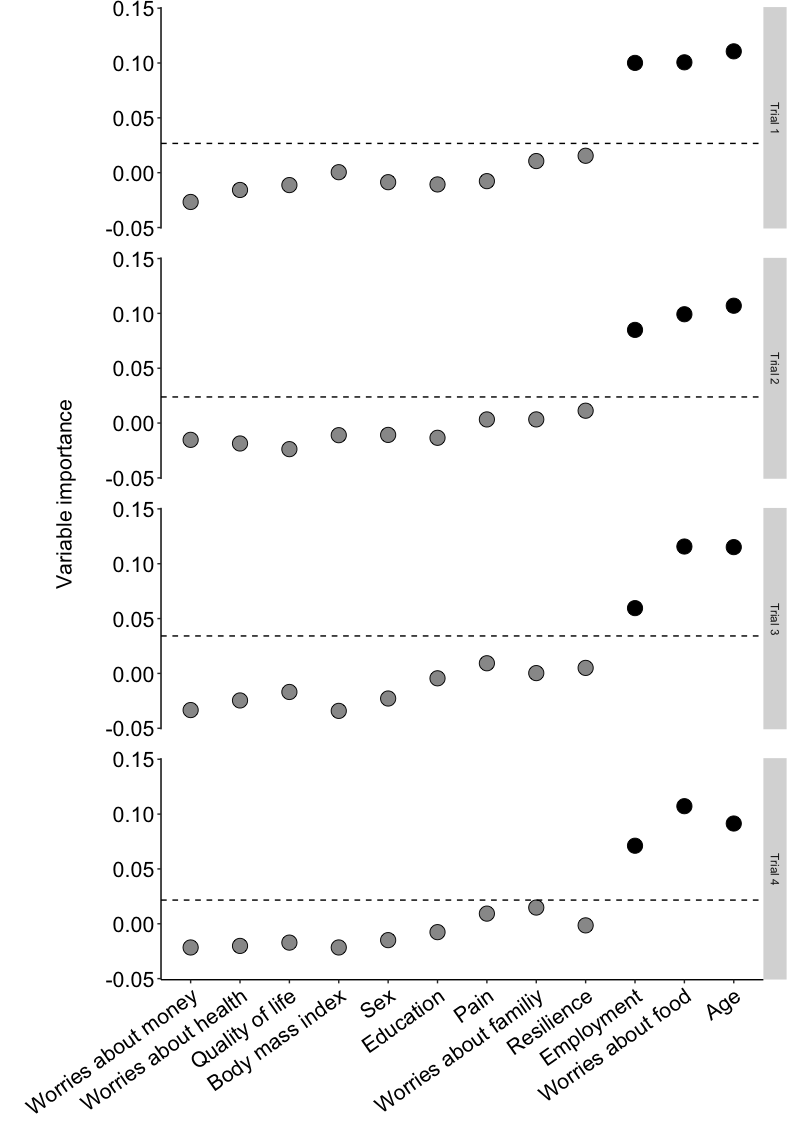 Variable importance
0.15
0.10
0.05
0.00
-0.05
Trial 1
0.15
0.10
0.05
0.00
-0.05
Trial 2
0.15
0.10
0.05
0.00
-0.05
Trial 3
0.15
0.10
0.05
0.00
-0.05
Trial 4
Worries about money
Worries about health
Quality of life
Body mass index
Sex
Education
Pain
Worries about familiy
Resilience
Employment
Worries about food
Age